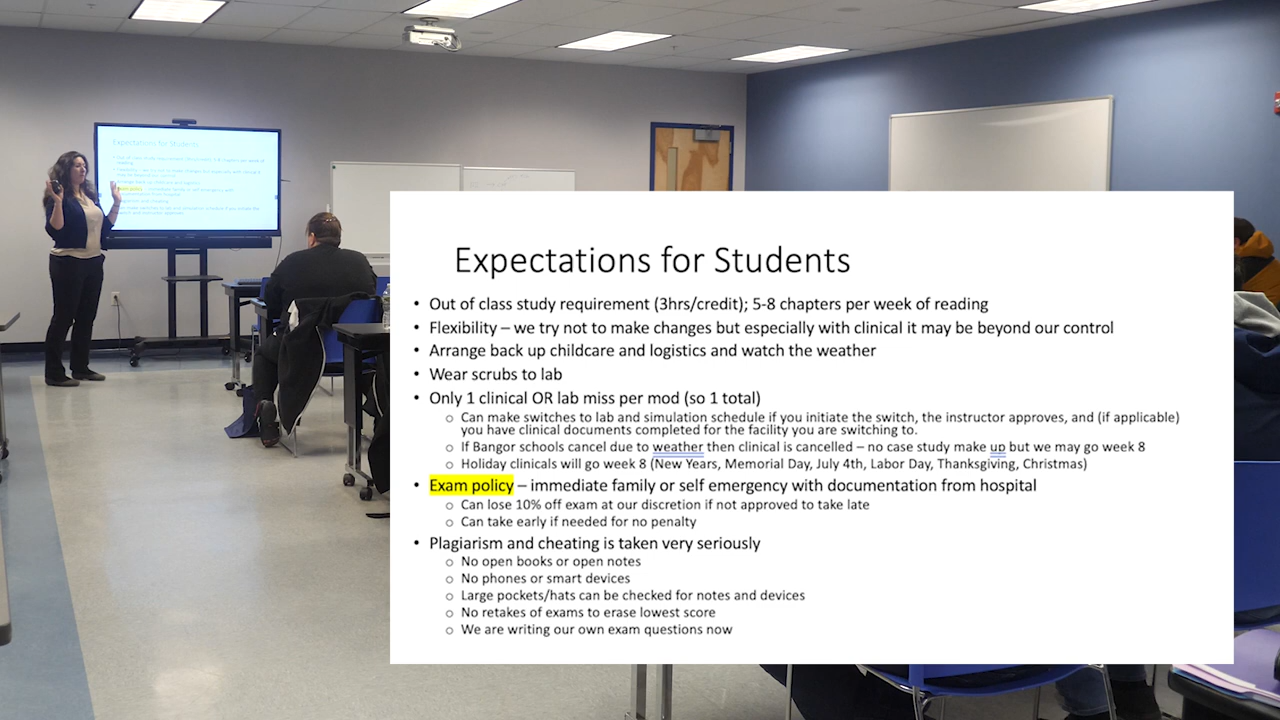 Expectations for Students
Expectations for Students
• Out of class study requirement (3hrs/credit); 5-8 chapters per week of reading
• Flexibility – we try not to make changes but especially with clinical it may be beyond our control
• Arrange back up childcare and logistics and watch the weather
• Wear scrubs to lab
• Only 1 clinical OR lab miss per mod (so 1 total)
o Can make switches to lab and simulation schedule if you initiate the switch, the instructor approves, and (if applicable)
you have clinical documents completed for the facility you are switching to.
o If Bangor schools cancel due to weather then clinical is cancelled – no case study make up but we may go week 8
o Holiday clinicals will go week 8 (New Years, Memorial Day, July 4th, Labor Day, Thanksgiving, Christmas)
• Exam policy – immediate family or self emergency with documentation from hospital
o Can lose 10% off exam at our discretion if not approved to take late
o Can take early if needed for no penalty
• Plagiarism and cheating is taken very seriously
o No open books or open notes
o No phones or smart devices
o Large pockets/hats can be checked for notes and devices
o No retakes of exams to erase lowest score
o We are writing our own exam questions now